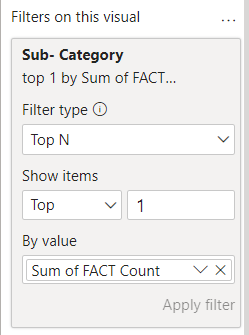 Filters on this visual ...
Sub- Category
top 1 by Sum of FACT...
Filter type
Top N
Show items
Top 1
By value
Sum of FACT Count
Apply filter